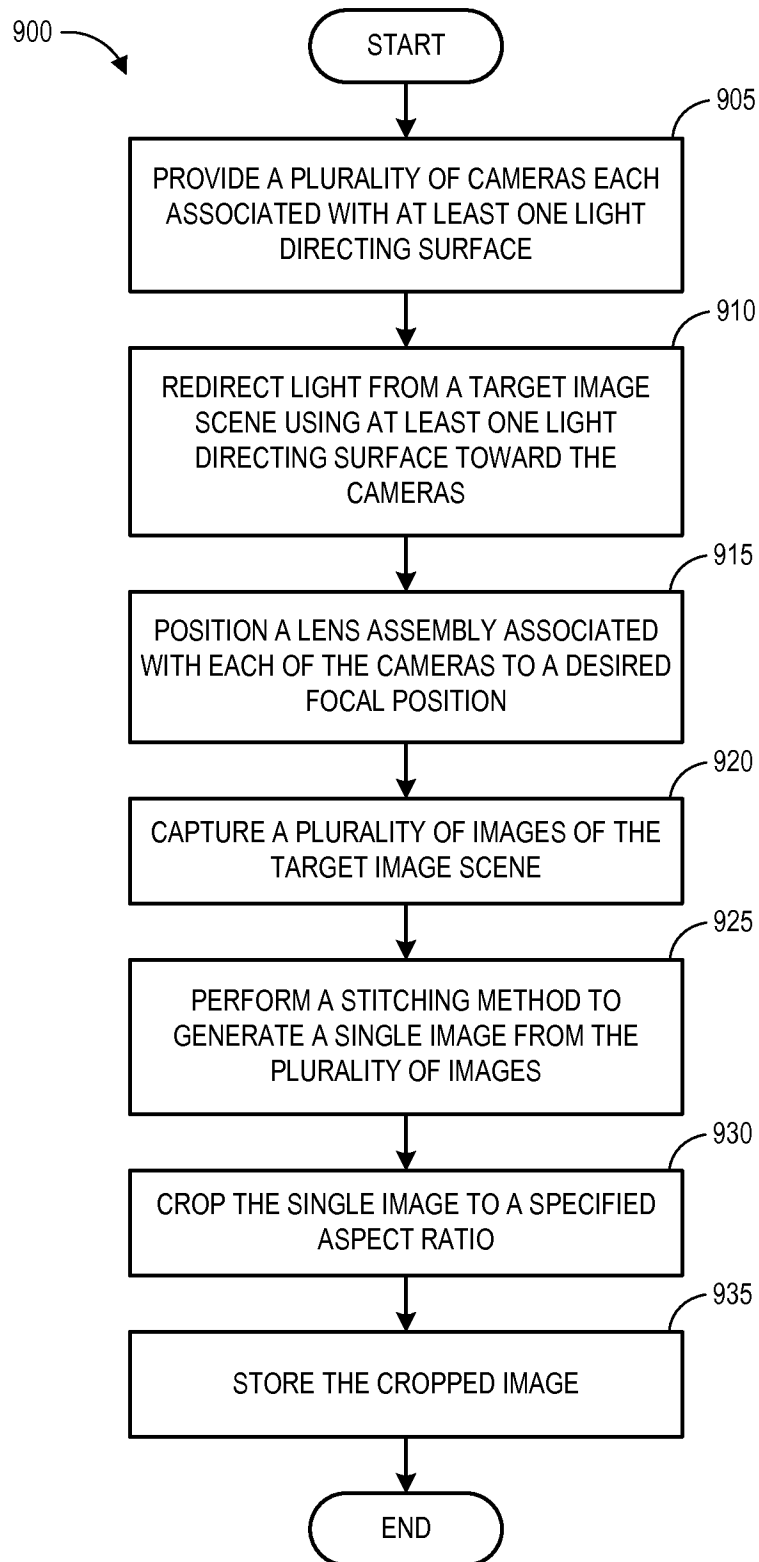 900
START
905
PROVIDE A PLURALITY OF CAMERAS EACH
ASSOCIATED WITH AT LEAST ONE LIGHT
DIRECTING SURFACE
910
REDIRECT LIGHT FROM A TARGET IMAGE
SCENE USING AT LEAST ONE LIGHT
DIRECTING SURFACE TOWARD THE
CAMERAS
915
POSITION A LENS ASSEMBLY ASSOCIATED
WITH EACH OF THE CAMERAS TO A DESIRED
FOCAL POSITION
920
CAPTURE A PLURALITY OF IMAGES OF THE
TARGET IMAGE SCENE
925
PERFORM A STITCHING METHOD TO
GENERATE A SINGLE IMAGE FROM THE
PLURALITY OF IMAGES
930
CROP THE SINGLE IMAGE TO A SPECIFIED
ASPECT RATIO
935
STORE THE CROPPED IMAGE
END